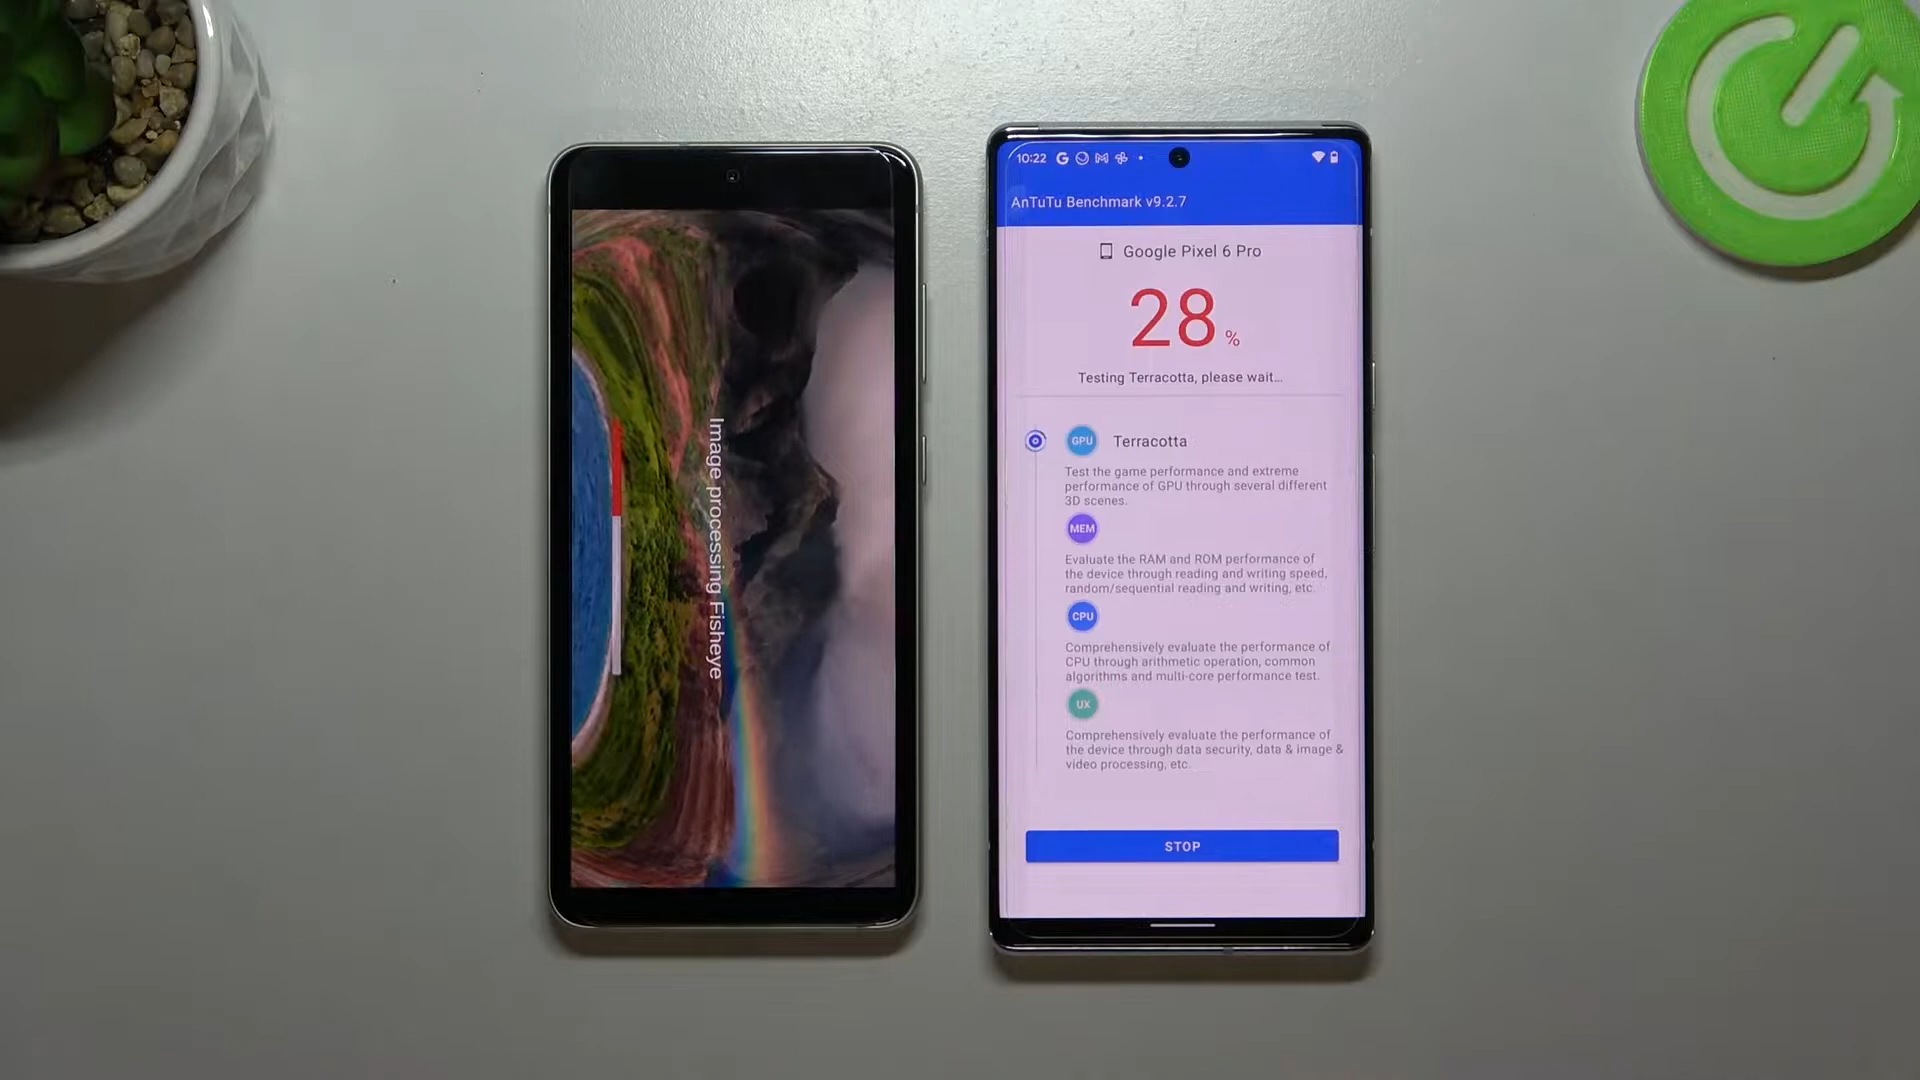 Image processing Fisheye
10:22
AnTuTu Benchmark v9.2.7
Google Pixel 6 Pro
28 %
Testing Terracotta, please wait...
GPU Terracotta
Test the game performance and extreme
performance of GPU through several different
3D scenes.
MEM
Evaluate the RAM and ROM performance of
the device through reading and writing speed,
random/sequential reading and writing, etc.
CPU
Comprehensively evaluate the performance of
CPU through arithmetic operation, common
algorithms and multi-core performance test.
UX
Comprehensively evaluate the performance of
the device through data security, data & image &
video processing, etc.
STOP